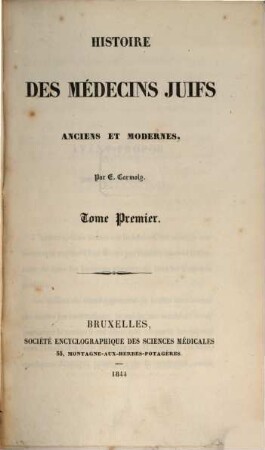 HISTOIRE
DES MÉDECINS JUIFS
ANCIENS ET MODERNES,
Par E. Carmoly.
Tome Premier.
BRUXELLES,
SOCIÉTÉ ENCYCLOGRAPHIQUE DES SCIENCES MÉDICALES
55, MONTAGNE-AUX-HERBES-POTAGÈRES
1844